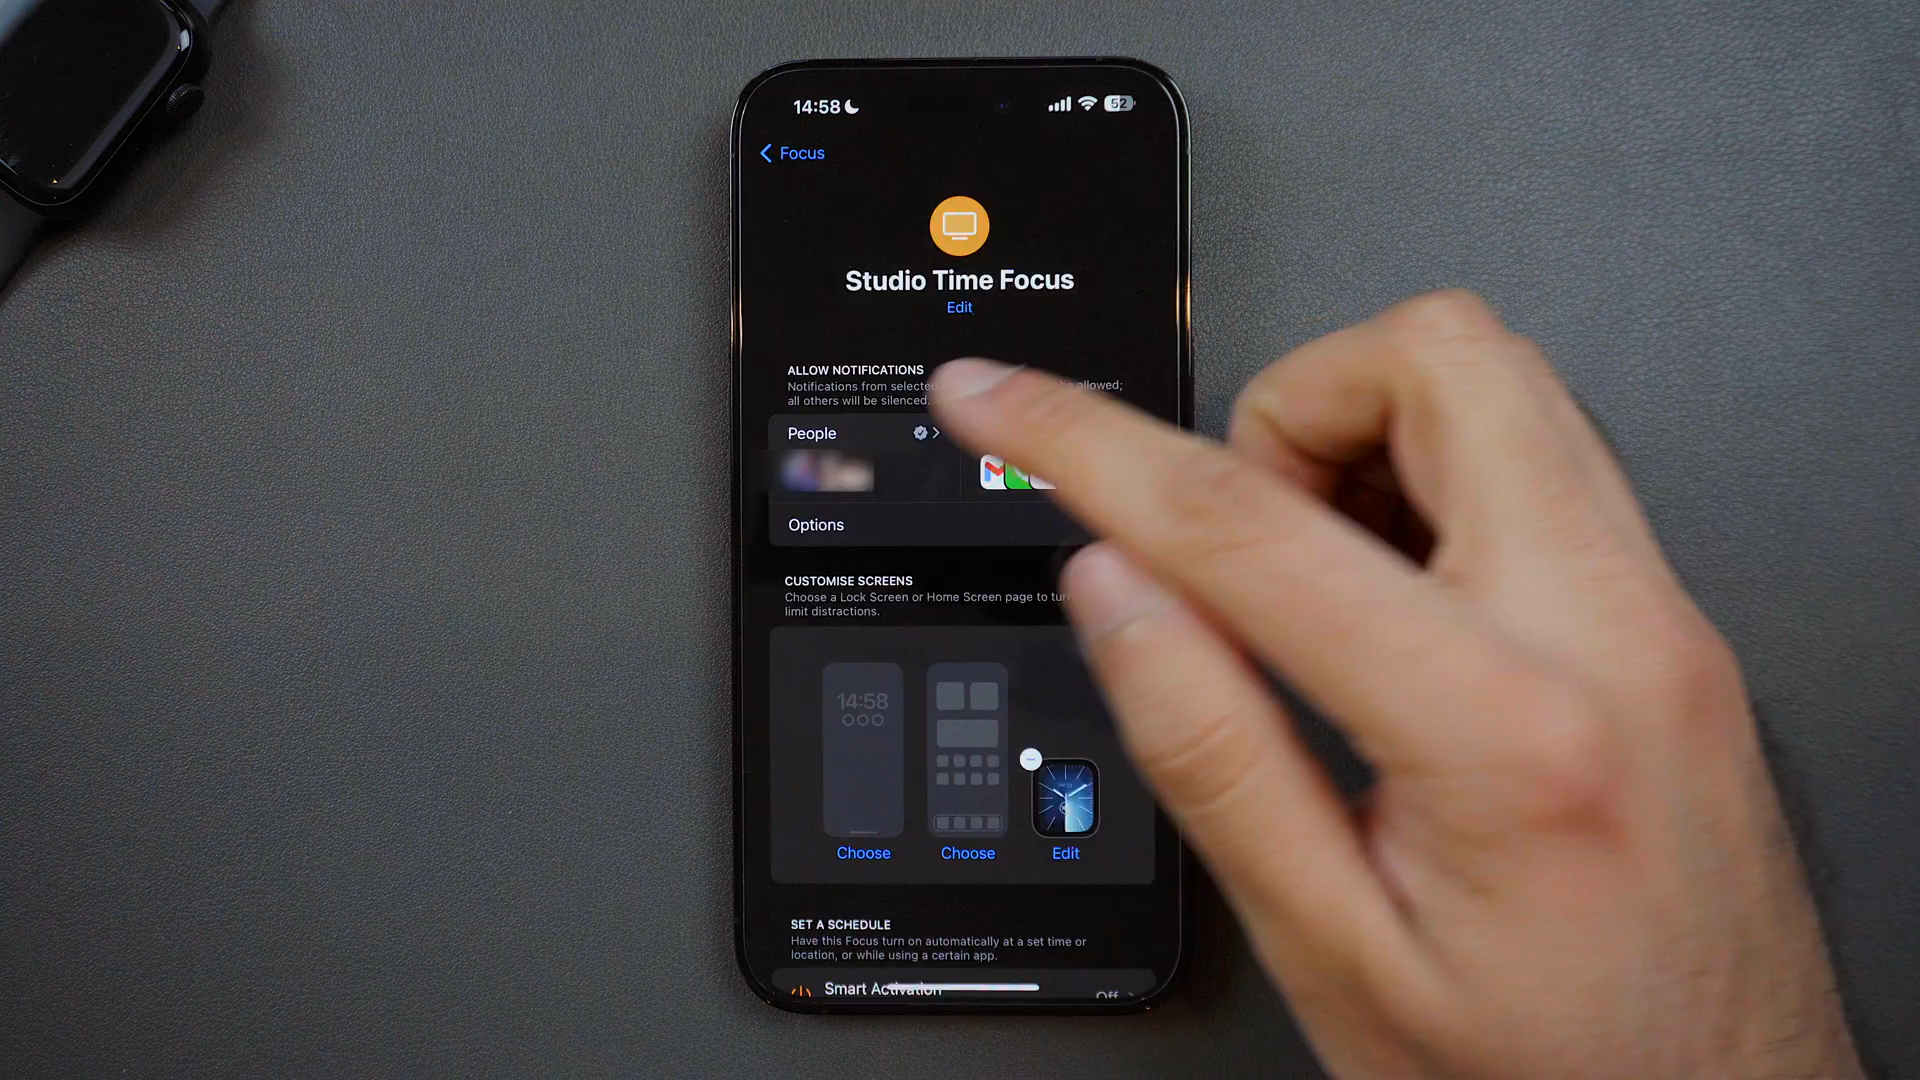 14:58
52
Focus
Studio Time Focus
Edit
ALLOW NOTIFICATIONS
Notifications from selected be allowed;
all others will be silenced.
People
Options
CUSTOMISE SCREENS
Choose a Lock Screen or Home Screen page to
limit distractions.
14:58
Choose
Choose
Edit
SET A SCHEDULE
Have this Focus turn on automatically at a set time or
location, or while using a certain app.
Smart Activation
Off